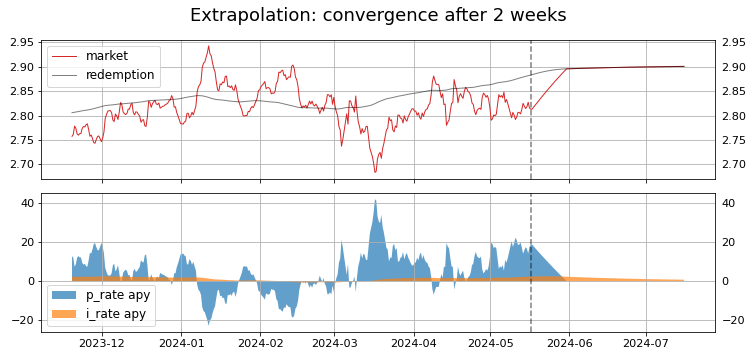 Extrapolation: convergence after 2 weeks
2.95 2.95
market
redemption
2.90 2.90
2.85 2.85
2.80 2.80
2.75 2.75
2.70 2.70
40 40
20 20
0 0
p_rate apy
i_rate apy
−20 −20
2023-12 2024-01 2024-02 2024-03 2024-04 2024-05 2024-06 2024-07